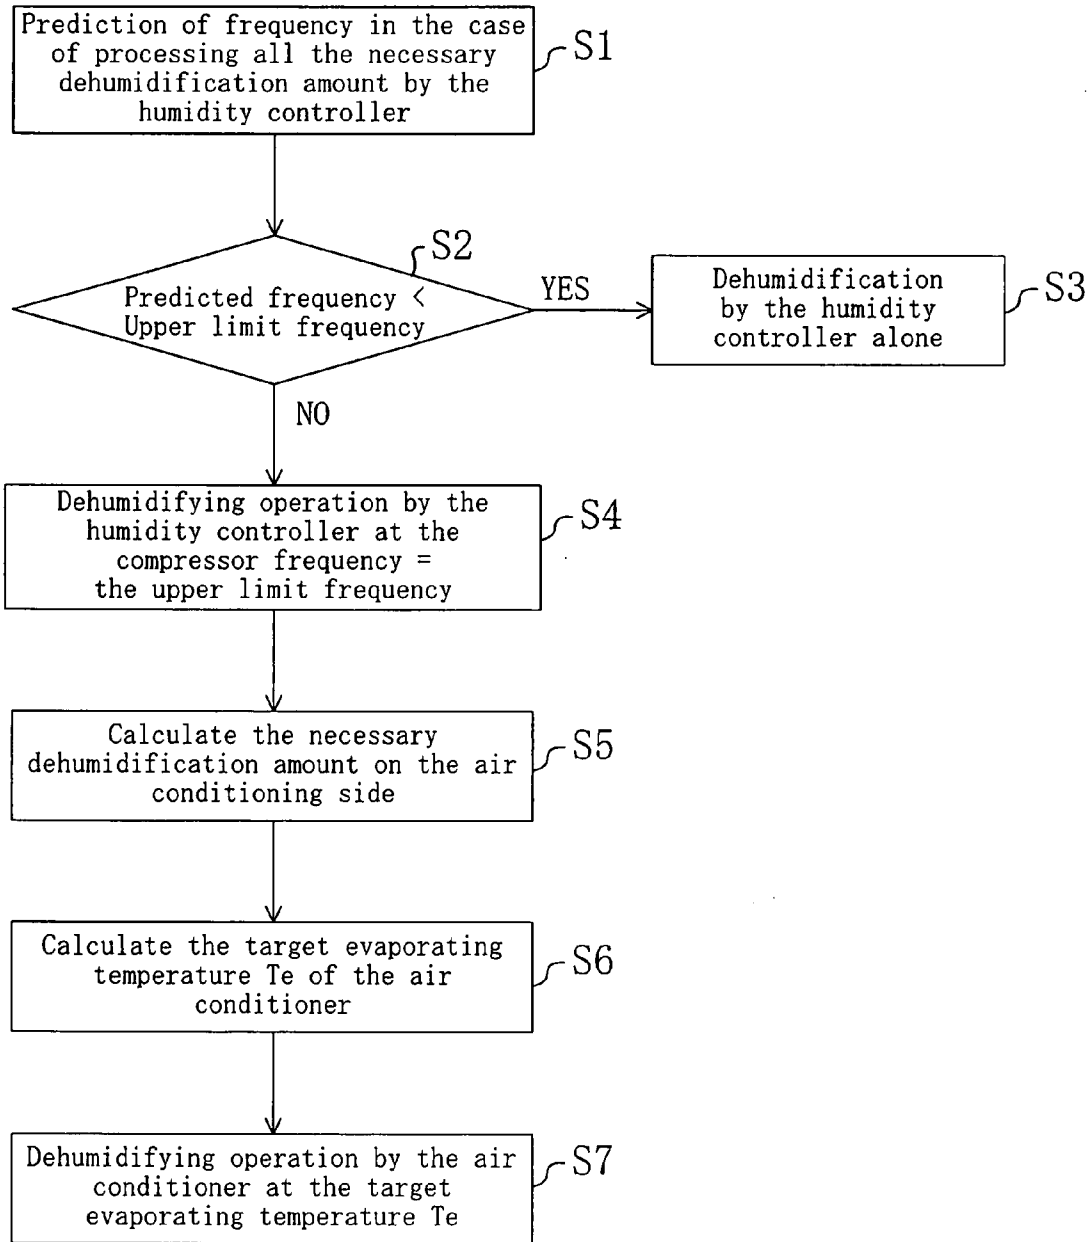 Prediction of frequency in the case
of processing all the necessary
dehumidification amount by the
humidity controller
S1
S2
Predicted frequency <
Upper limit frequency
YES
Dehumidification
by the humidity
controller alone
S3
NO
Dehumidifying operation by the
humidity controller at the
compressor frequency =
the upper limit frequency
S4
Calculate the necessary
dehumidification amount on the air
conditioning side
S5
Calculate the target evaporating
temperature Te of the air
conditioner
S6
Dehumidifying operation by the air
conditioner at the target
evaporating temperature Te
S7